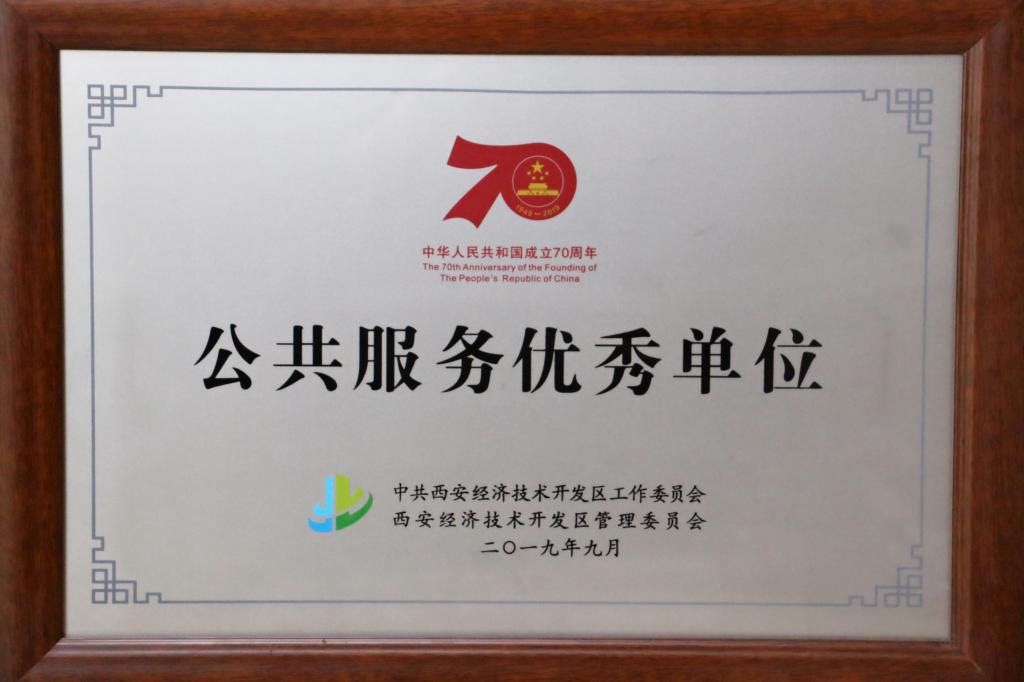 70
1949-2019
中华人民共和国成立70周年
The 70th Anniversary of the Founding of
The People's Republic of China
公共服务优秀单位
中共西安经济技术开发区工作委员会
西安经济技术开发区管理委员会
二〇一九年九月